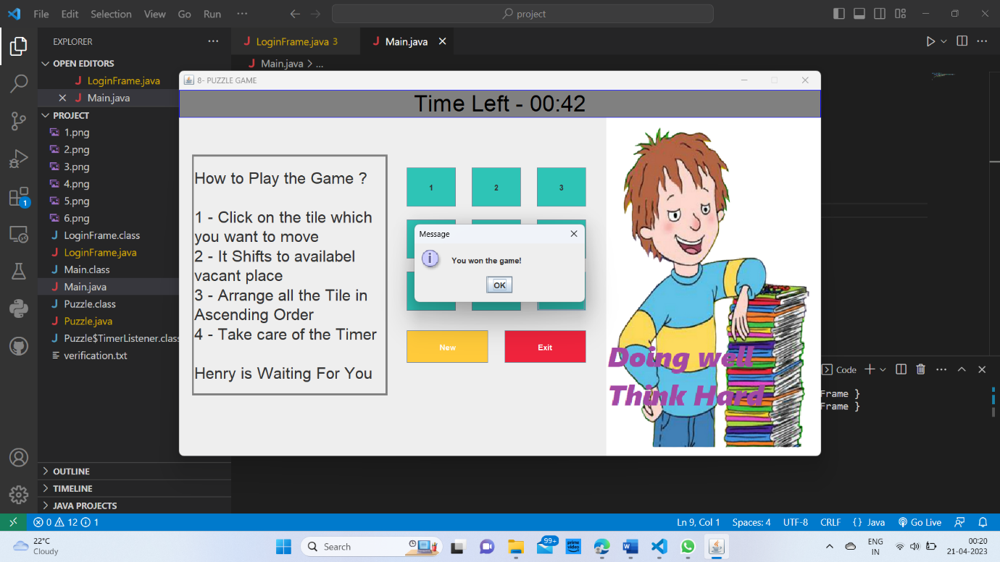 File Edit Selection View Go Run ··· project
EXPLORER ···
LoginFrame.java 3
Main.java
OPEN EDITORS
Main.java > ...
LoginFrame.java
Main.java
PROJECT
1.png
2.png
3.png
4.png
5.png
6.png
LoginFrame.class
LoginFrame.java
Main.class
Main.java
Puzzle.class
Puzzle.java
Puzzle$TimerListener.class
verification.txt
OUTLINE
TIMELINE
JAVA PROJECTS
8- PUZZLE GAME
Time Left - 00:42
How to Play the Game ?
1 - Click on the tile which
you want to move
2 - It Shifts to availabel
vacant place
3 - Arrange all the Tile in
Ascending Order
4 - Take care of the Timer
Henry is Waiting For You
1 2 3
Message
You won the game!
OK
New Exit
Doing well
Think Hard
Code
Frame }
Frame }
1
0 12 1
Ln 9, Col 1 Spaces: 4 UTF-8 CRLF {} Java Go Live
22°C
Cloudy
Search
99+
prime video
ENG
IN
00:20
21-04-2023